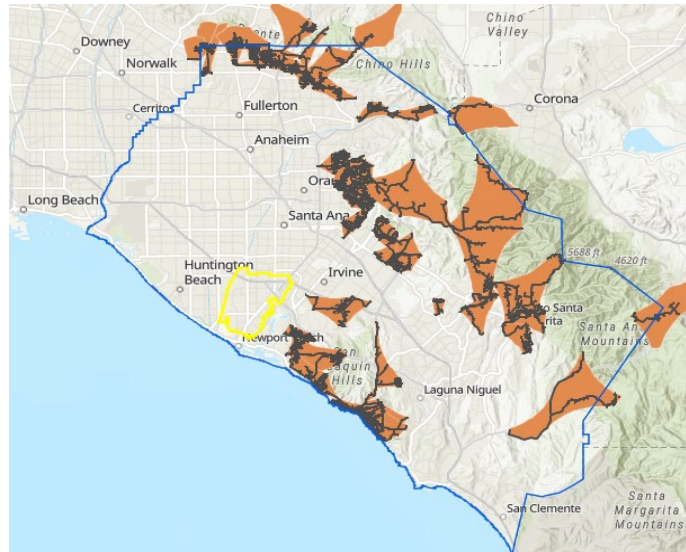 Chino
Valley
Downey
Norwalk
Chino Hills
Corona
Cerritos
Fullerton
Anaheim
Long Beach
Santa Ana
5688 ft
4620 ft
Huntington
Beach
Irvine
Santa
Mountains
Hills
Laguna Niguel
San Clemente
Santa
Margarita
Mountains